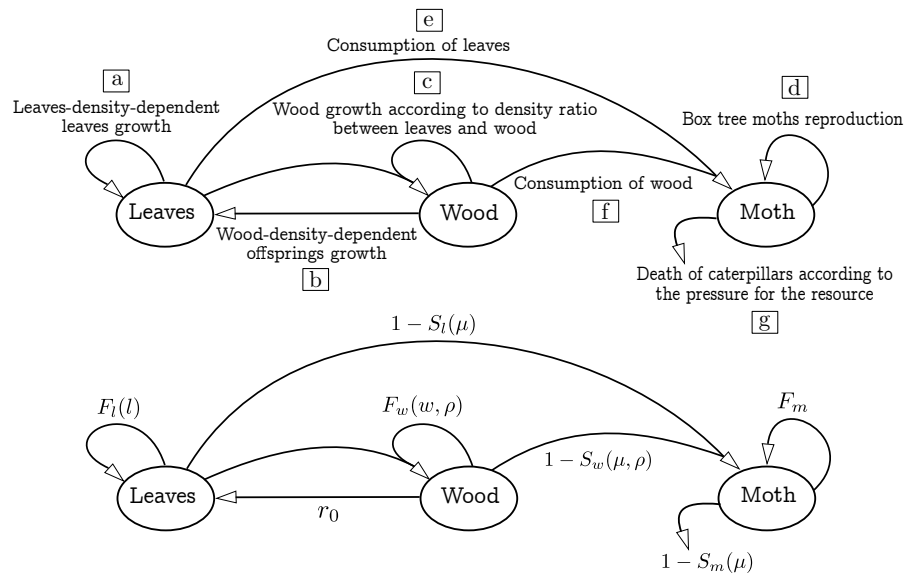 e
Consumption of leaves
a
Leaves-density-dependent
leaves growth
c
Wood growth according to density ratio
between leaves and wood
d
Box tree moths reproduction
Leaves
Wood
Moth
Consumption of wood
f
Wood-density-dependent
offsprings growth
b
Death of caterpillars according to
the pressure for the resource
g
1 − S_l(μ)
F_l(l)
F_w(w, ρ)
F_m
1 − S_w(μ, ρ)
Leaves
Wood
Moth
r_0
1 − S_m(μ)